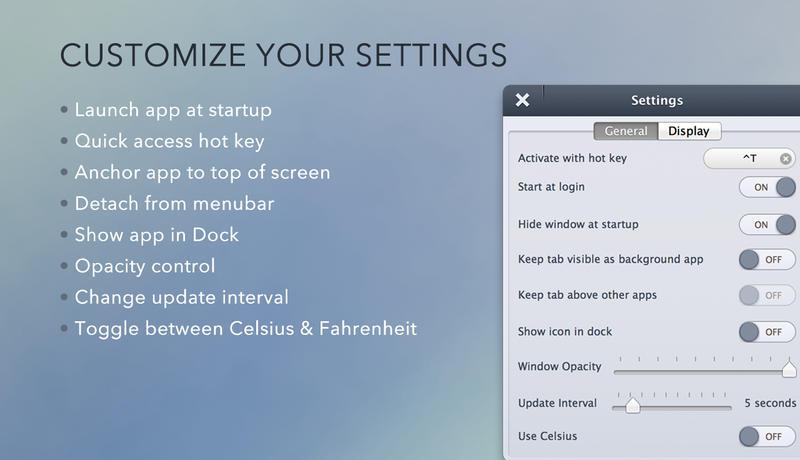 CUSTOMIZE YOUR SETTINGS
• Launch app at startup
• Quick access hot key
• Anchor app to top of screen
• Detach from menubar
• Show app in Dock
• Opacity control
• Change update interval
• Toggle between Celsius & Fahrenheit
Settings
General Display
Activate with hot key ^T
Start at login ON
Hide window at startup ON
Keep tab visible as background app OFF
Keep tab above other apps OFF
Show icon in dock OFF
Window Opacity
Update Interval 5 seconds
Use Celsius OFF